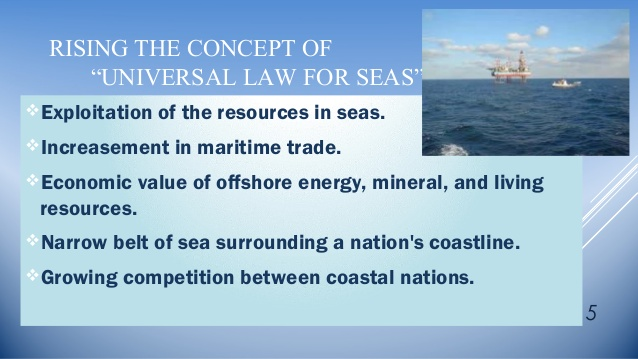 RISING THE CONCEPT OF
“UNIVERSAL LAW FOR SEAS”
❖Exploitation of the resources in seas.
❖Increasement in maritime trade.
❖Economic value of offshore energy, mineral, and living
resources.
❖Narrow belt of sea surrounding a nation's coastline.
❖Growing competition between coastal nations.
5